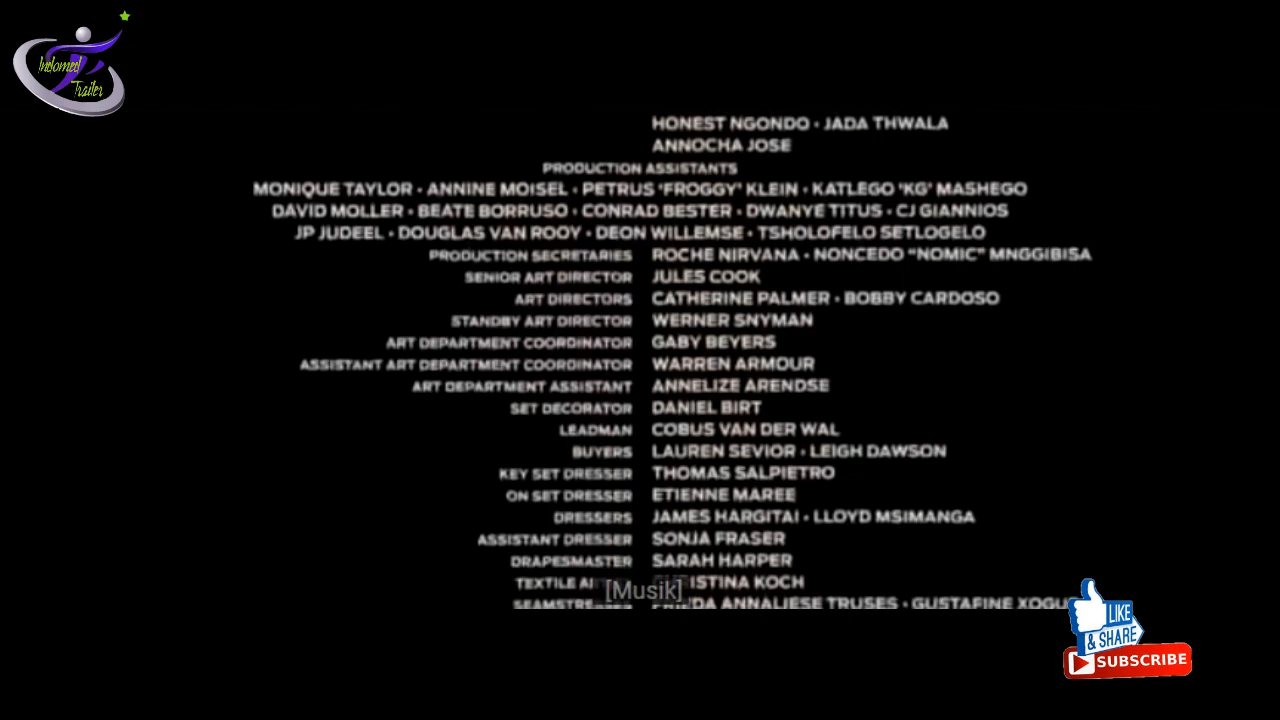 Indomed
Trailer
HONEST NGONDO • JADA THWALA
ANNOCHA JOSE
PRODUCTION ASSISTANTS
MONIQUE TAYLOR • ANNINE MOISEL • PETRUS 'FROGGY' KLEIN • KATLEGO 'KG' MASHEGO
DAVID MOLLER • BEATE BORRUSO • CONRAD BESTER • DWANYE TITUS • CJ GIANNIOS
JP JUDEEL • DOUGLAS VAN ROOY • DEON WILLEMSE • TSHOLOFELO SETLOGELO
PRODUCTION SECRETARIES ROCHE NIRVANA • NONCEDO "NOMIC" MNGGIBISA
SENIOR ART DIRECTOR JULES COOK
ART DIRECTORS CATHERINE PALMER • BOBBY CARDOSO
STANDBY ART DIRECTOR WERNER SNYMAN
ART DEPARTMENT COORDINATOR GABY BEYERS
ASSISTANT ART DEPARTMENT COORDINATOR WARREN ARMOUR
ART DEPARTMENT ASSISTANT ANNELIZE ARENDSE
SET DECORATOR DANIEL BIRT
LEADMAN COBUS VAN DER WAL
BUYERS LAUREN SEVIOR • LEIGH DAWSON
KEY SET DRESSER THOMAS SALPIETRO
ON SET DRESSER ETIENNE MAREE
DRESSERS JAMES HARGITAI • LLOYD MSIMANGA
ASSISTANT DRESSER SONJA FRASER
DRAPESMASTER SARAH HARPER
TEXTILE KOCH
[Musik]
ANNALIESE TRUSES • GUSTAFINE
LIKE
& SHARE
SUBSCRIBE